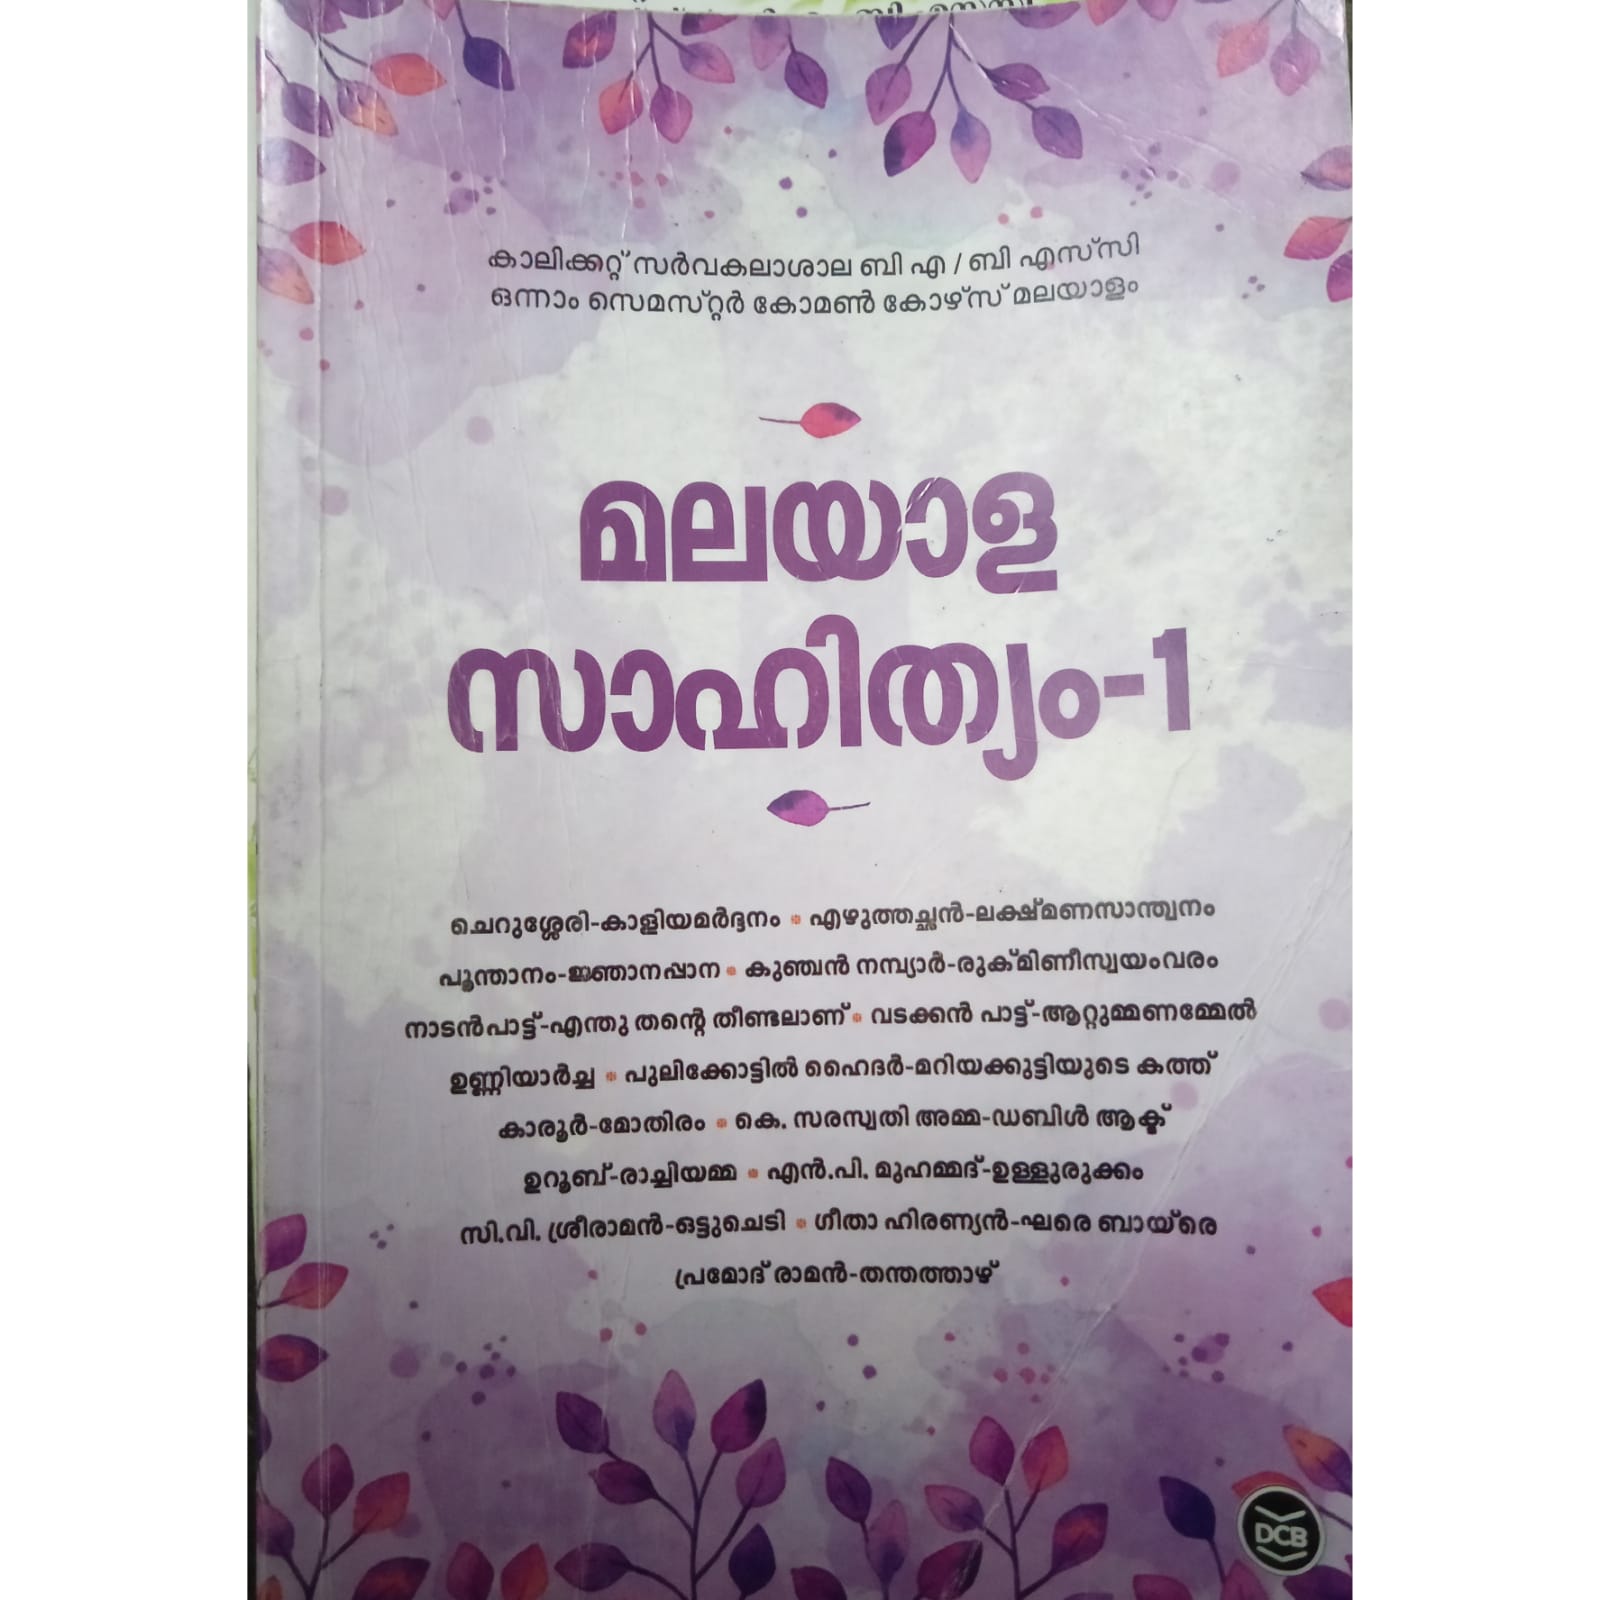 കാലിക്കറ്റ് സർവകലാശാല ബി എ / ബി എസ്‌സി
ഒന്നാം സെമസ്റ്റർ കോമൺ കോഴ്സ് മലയാളം
മലയാള
സാഹിത്യം-1
ചെറുശ്ശേരി-കാളിയമർദ്ദനം • എഴുത്തച്ഛൻ-ലക്ഷ്മണസാന്ത്വനം
പൂന്താനം-ജ്ഞാനപ്പാന • കുഞ്ചൻ നമ്പ്യാർ-രുക്മിണീസ്വയംവരം
നാടൻപാട്ട്-എന്തു തന്റെ തീണ്ടലാണ് • വടക്കൻ പാട്ട്-ആറ്റുമ്മണമ്മേൽ
ഉണ്ണിയാർച്ച • പുലിക്കോട്ടിൽ ഹൈദർ-മറിയക്കുട്ടിയുടെ കത്ത്
കാരൂർ-മോതിരം • കെ. സരസ്വതി അമ്മ-ഡബിൾ ആക്ട്
ഉറൂബ്-രാച്ചിയമ്മ • എൻ.പി. മുഹമ്മദ്-ഉള്ളുരുക്കം
സി.വി. ശ്രീരാമൻ-ഒട്ടുചെടി • ഗീതാ ഹിരണ്യൻ-ഘരെ ബായ്‌രെ
പ്രമോദ് രാമൻ-തന്തത്താഴ്
DCB